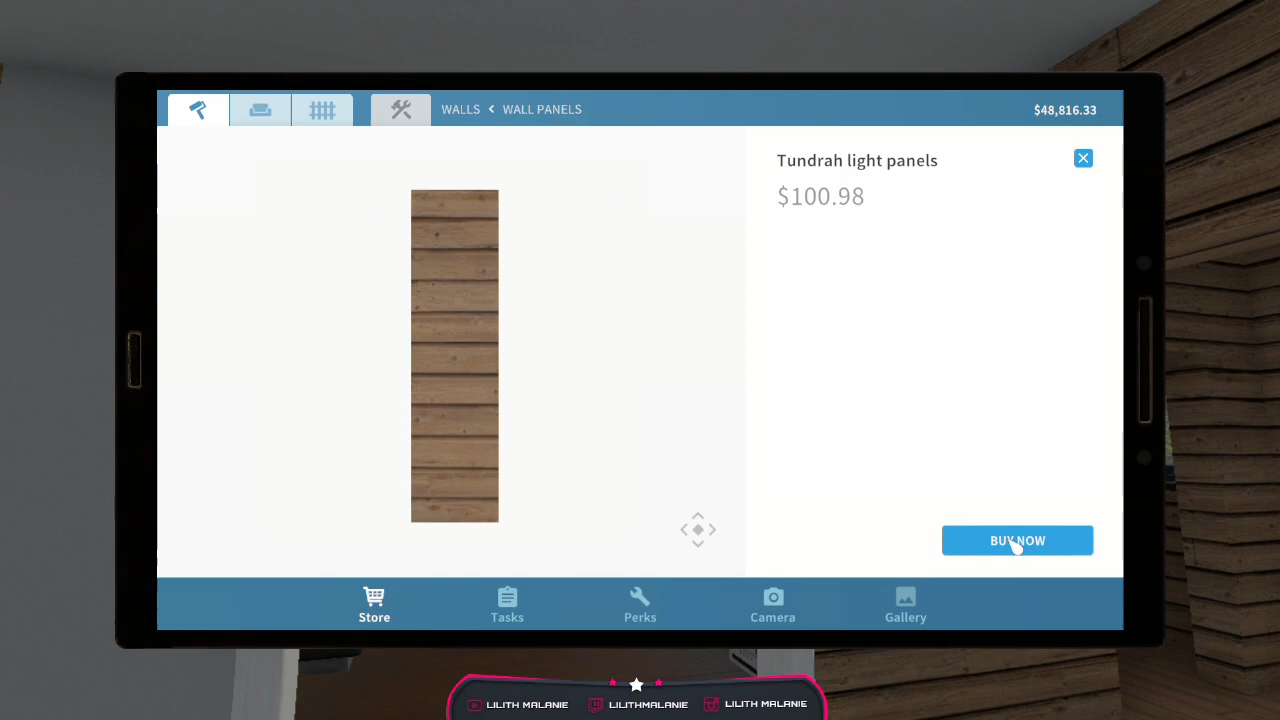 WALLS < WALL PANELS
$48,816.33
Tundrah light panels
$100.98
BUY NOW
Store
Tasks
Perks
Camera
Gallery
LILITH MALANIE
LILITHMALANIE
LILITH MALANIE